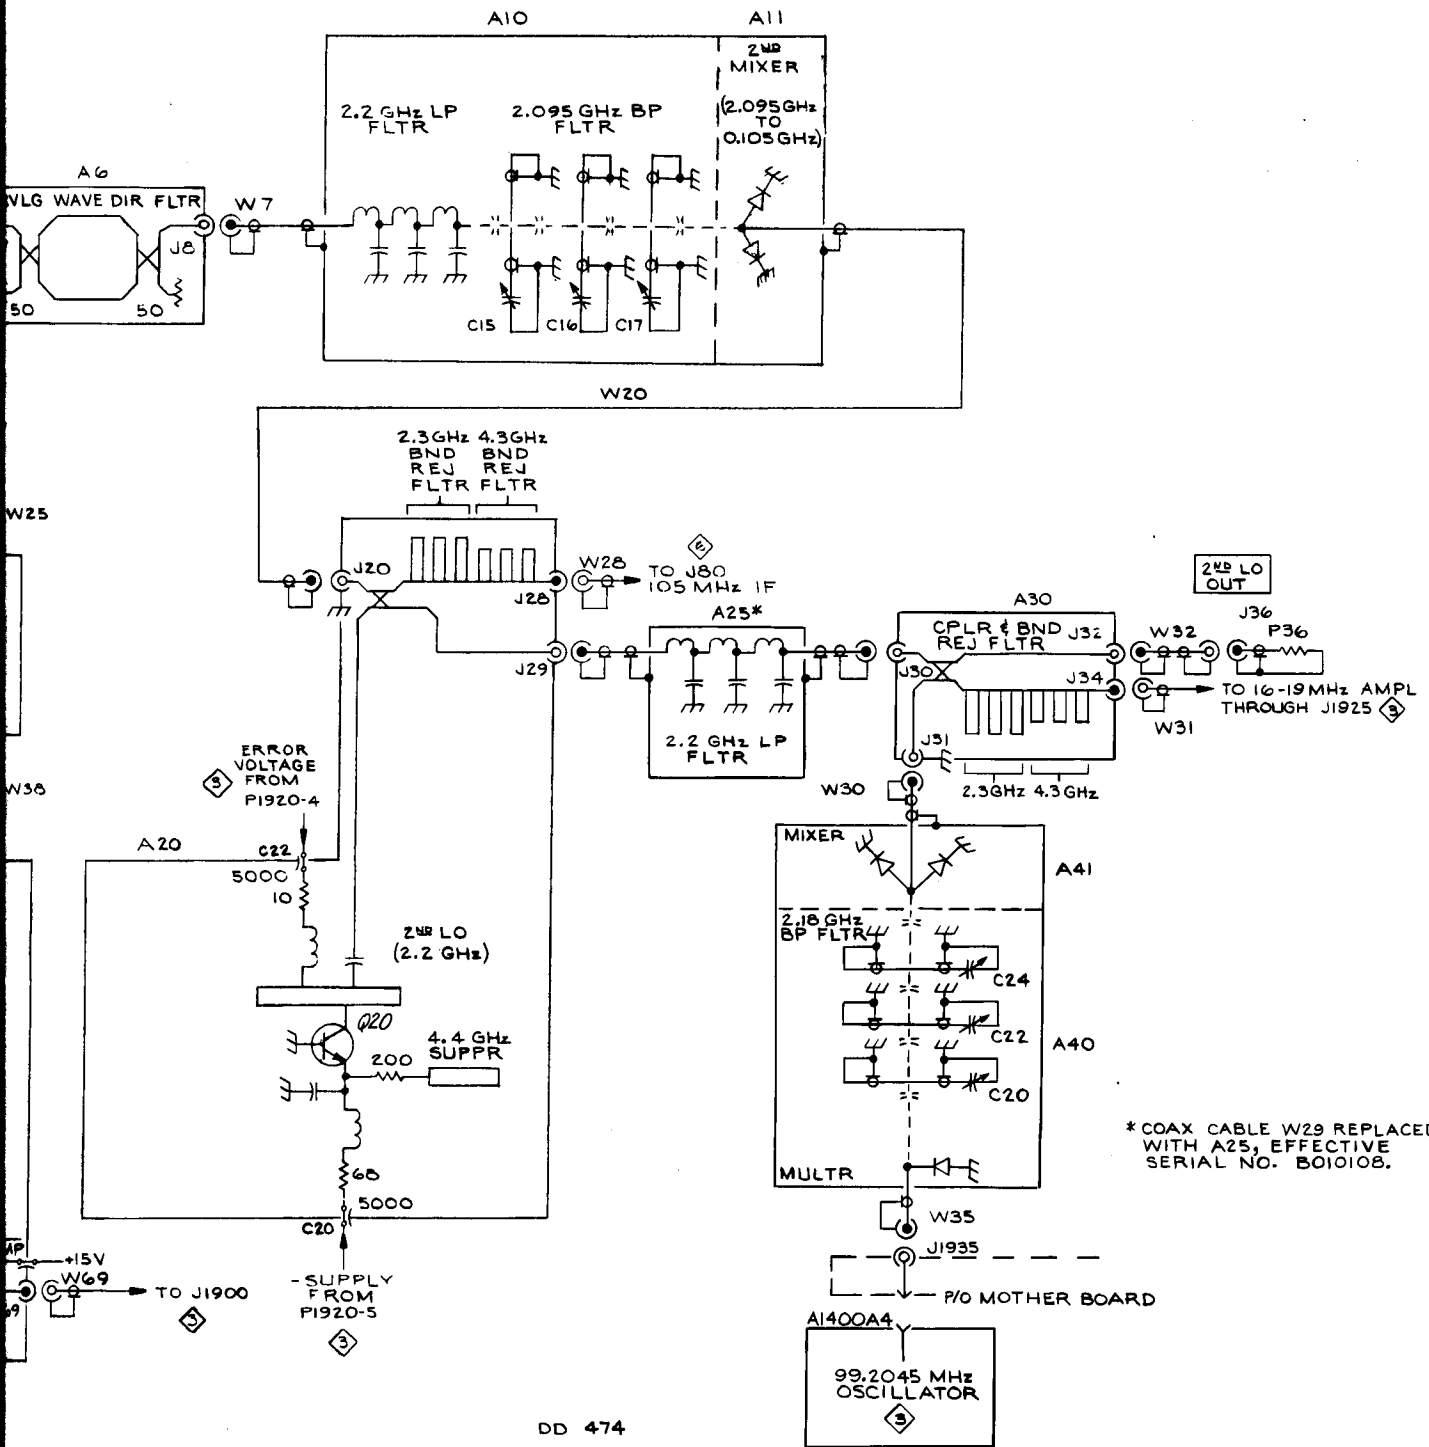 A10
A11
2ND
MIXER
(2.095GHz
TO
0.105GHz)
2.2 GHz LP
FLTR
2.095 GHz BP
FLTR
A6
VLG WAVE DIR FLTR
J8
50
50
W7
C15
C16
C17
W20
2.3GHz
BND
REJ
FLTR
4.3GHz
BND
REJ
FLTR
W25
J20
J28
W28
TO J80
105 MHz IF
J29
A25*
2.2 GHz LP
FLTR
A30
CPLR & BND
REJ FLTR
J32
J30
J34
J31
2.3GHz
4.3GHz
2ND LO
OUT
J36
W32
P36
TO 16-19MHz AMPL
THROUGH J1925
3
W31
W30
W38
3
ERROR
VOLTAGE
FROM
P1920-4
A20
C22
5000
10
2ND LO
(2.2 GHz)
Q20
4.4 GHz
SUPPR
200
68
5000
C20
-SUPPLY
FROM
P1920-5
3
MIXER
A41
2.18 GHz
BP FLTR
C24
C22
A40
C20
MULTR
* COAX CABLE W29 REPLACED
WITH A25, EFFECTIVE
SERIAL NO. B010108.
W35
J1935
P/O MOTHER BOARD
A1400A4
99.2045 MHz
OSCILLATOR
3
+15V
W69
TO J1900
3
DD 474